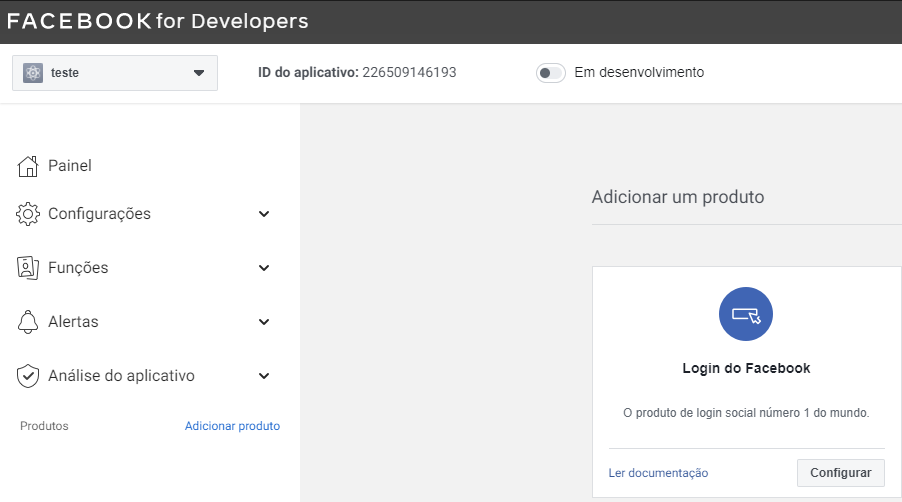 FACEBOOK for Developers
teste
ID do aplicativo: 226509146193
Em desenvolvimento
Painel
Configurações
Funções
Alertas
Análise do aplicativo
Produtos
Adicionar produto
Adicionar um produto
Login do Facebook
O produto de login social número 1 do mundo.
Ler documentação
Configurar